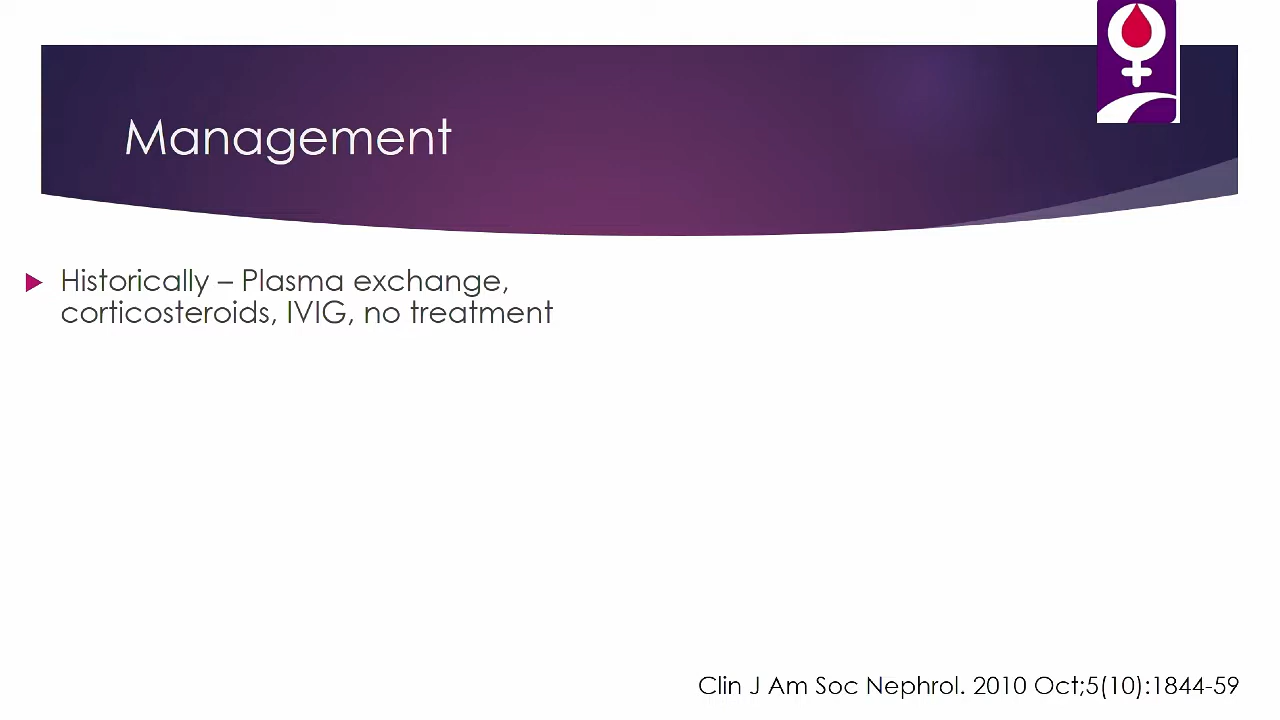 Management
Historically – Plasma exchange,
corticosteroids, IVIG, no treatment
Clin J Am Soc Nephrol. 2010 Oct;5(10):1844-59